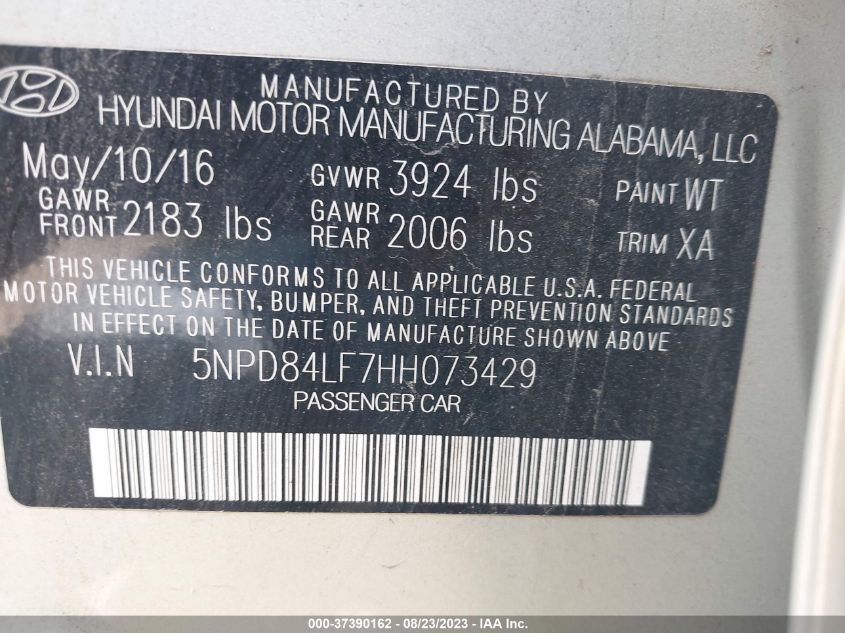 MANUFACTURED BY
HYUNDAI MOTOR MANUFACTURING ALABAMA, LLC
May/10/16 GVWR 3924 lbs PAINT WT
GAWR FRONT 2183 lbs GAWR REAR 2006 lbs TRIM XA
THIS VEHICLE CONFORMS TO ALL APPLICABLE U.S.A. FEDERAL
MOTOR VEHICLE SAFETY, BUMPER, AND THEFT PREVENTION STANDARDS
IN EFFECT ON THE DATE OF MANUFACTURE SHOWN ABOVE
V.I.N 5NPD84LF7HH073429
PASSENGER CAR
000-37390162 - 08/23/2023 - IAA Inc.